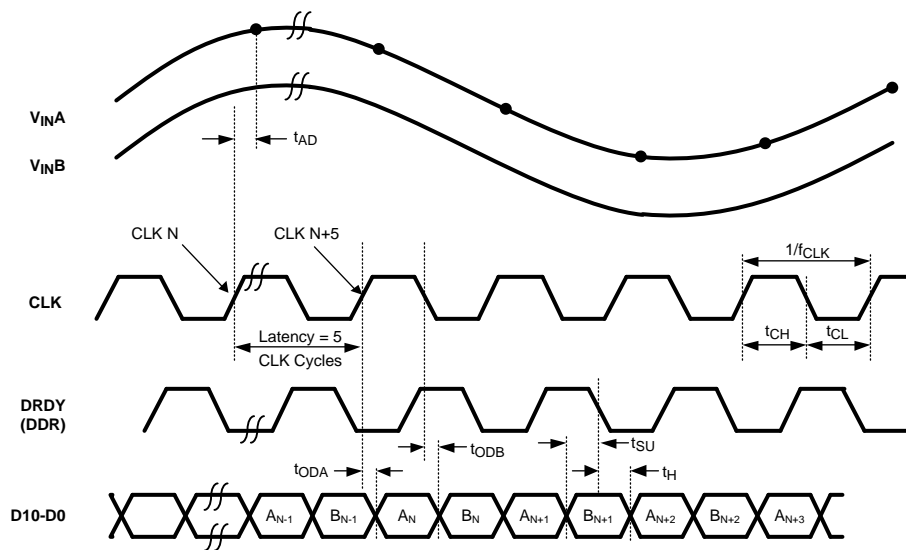 V_INA
t_AD
V_INB
CLK N
CLK N+5
1/f_CLK
CLK
Latency = 5
CLK Cycles
t_CH
t_CL
DRDY
(DDR)
t_ODA
t_ODB
t_SU
t_H
D10-D0
A_N-1
B_N-1
A_N
B_N
A_N+1
B_N+1
A_N+2
B_N+2
A_N+3